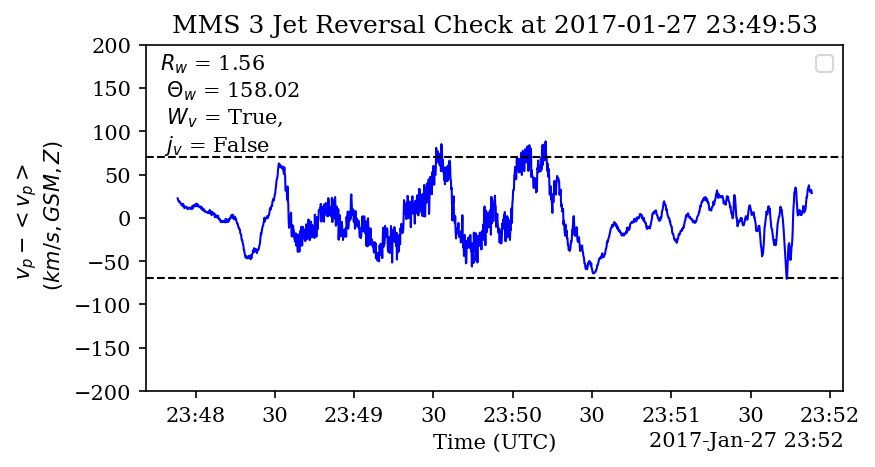 MMS 3 Jet Reversal Check at 2017-01-27 23:49:53
R_w = 1.56
Θ_w = 158.02
W_v = True,
j_v = False
v_p − < v_p >
(km/s, GSM, Z)
200
150
100
50
0
−50
−100
−150
−200
23:48 30 23:49 30 23:50 30 23:51 30 23:52
Time (UTC)
2017-Jan-27 23:52